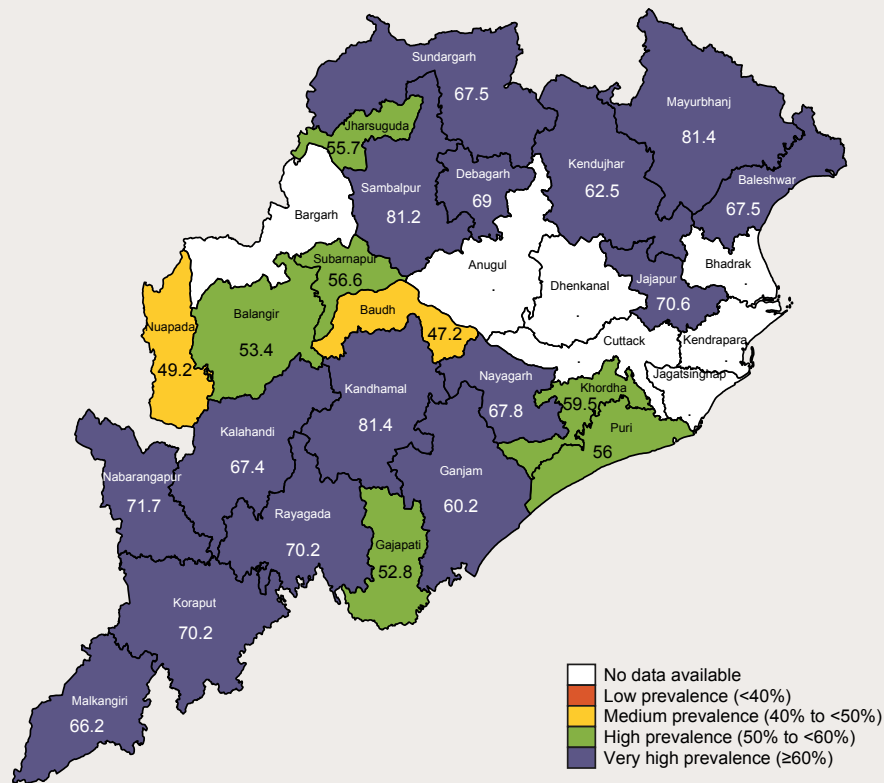 Sundargarh
67.5
Mayurbhanj
81.4
Jharsuguda
55.7
Kendujhar
62.5
Debagarh
69
Sambalpur
81.2
Baleshwar
67.5
Bargarh
Subarnapur
56.6
Anugul
.
Dhenkanal
.
Jajapur
70.6
Bhadrak
.
Nuapada
49.2
Balangir
53.4
Baudh
47.2
Cuttack
.
Kendrapara
.
Jagatsinghap
.
Nayagarh
67.8
Khordha
59.5
Kandhamal
81.4
Puri
56
Kalahandi
67.4
Nabarangapur
71.7
Ganjam
60.2
Rayagada
70.2
Gajapati
52.8
Koraput
70.2
Malkangiri
66.2
No data available
Low prevalence (<40%)
Medium prevalence (40% to <50%)
High prevalence (50% to <60%)
Very high prevalence (≥60%)